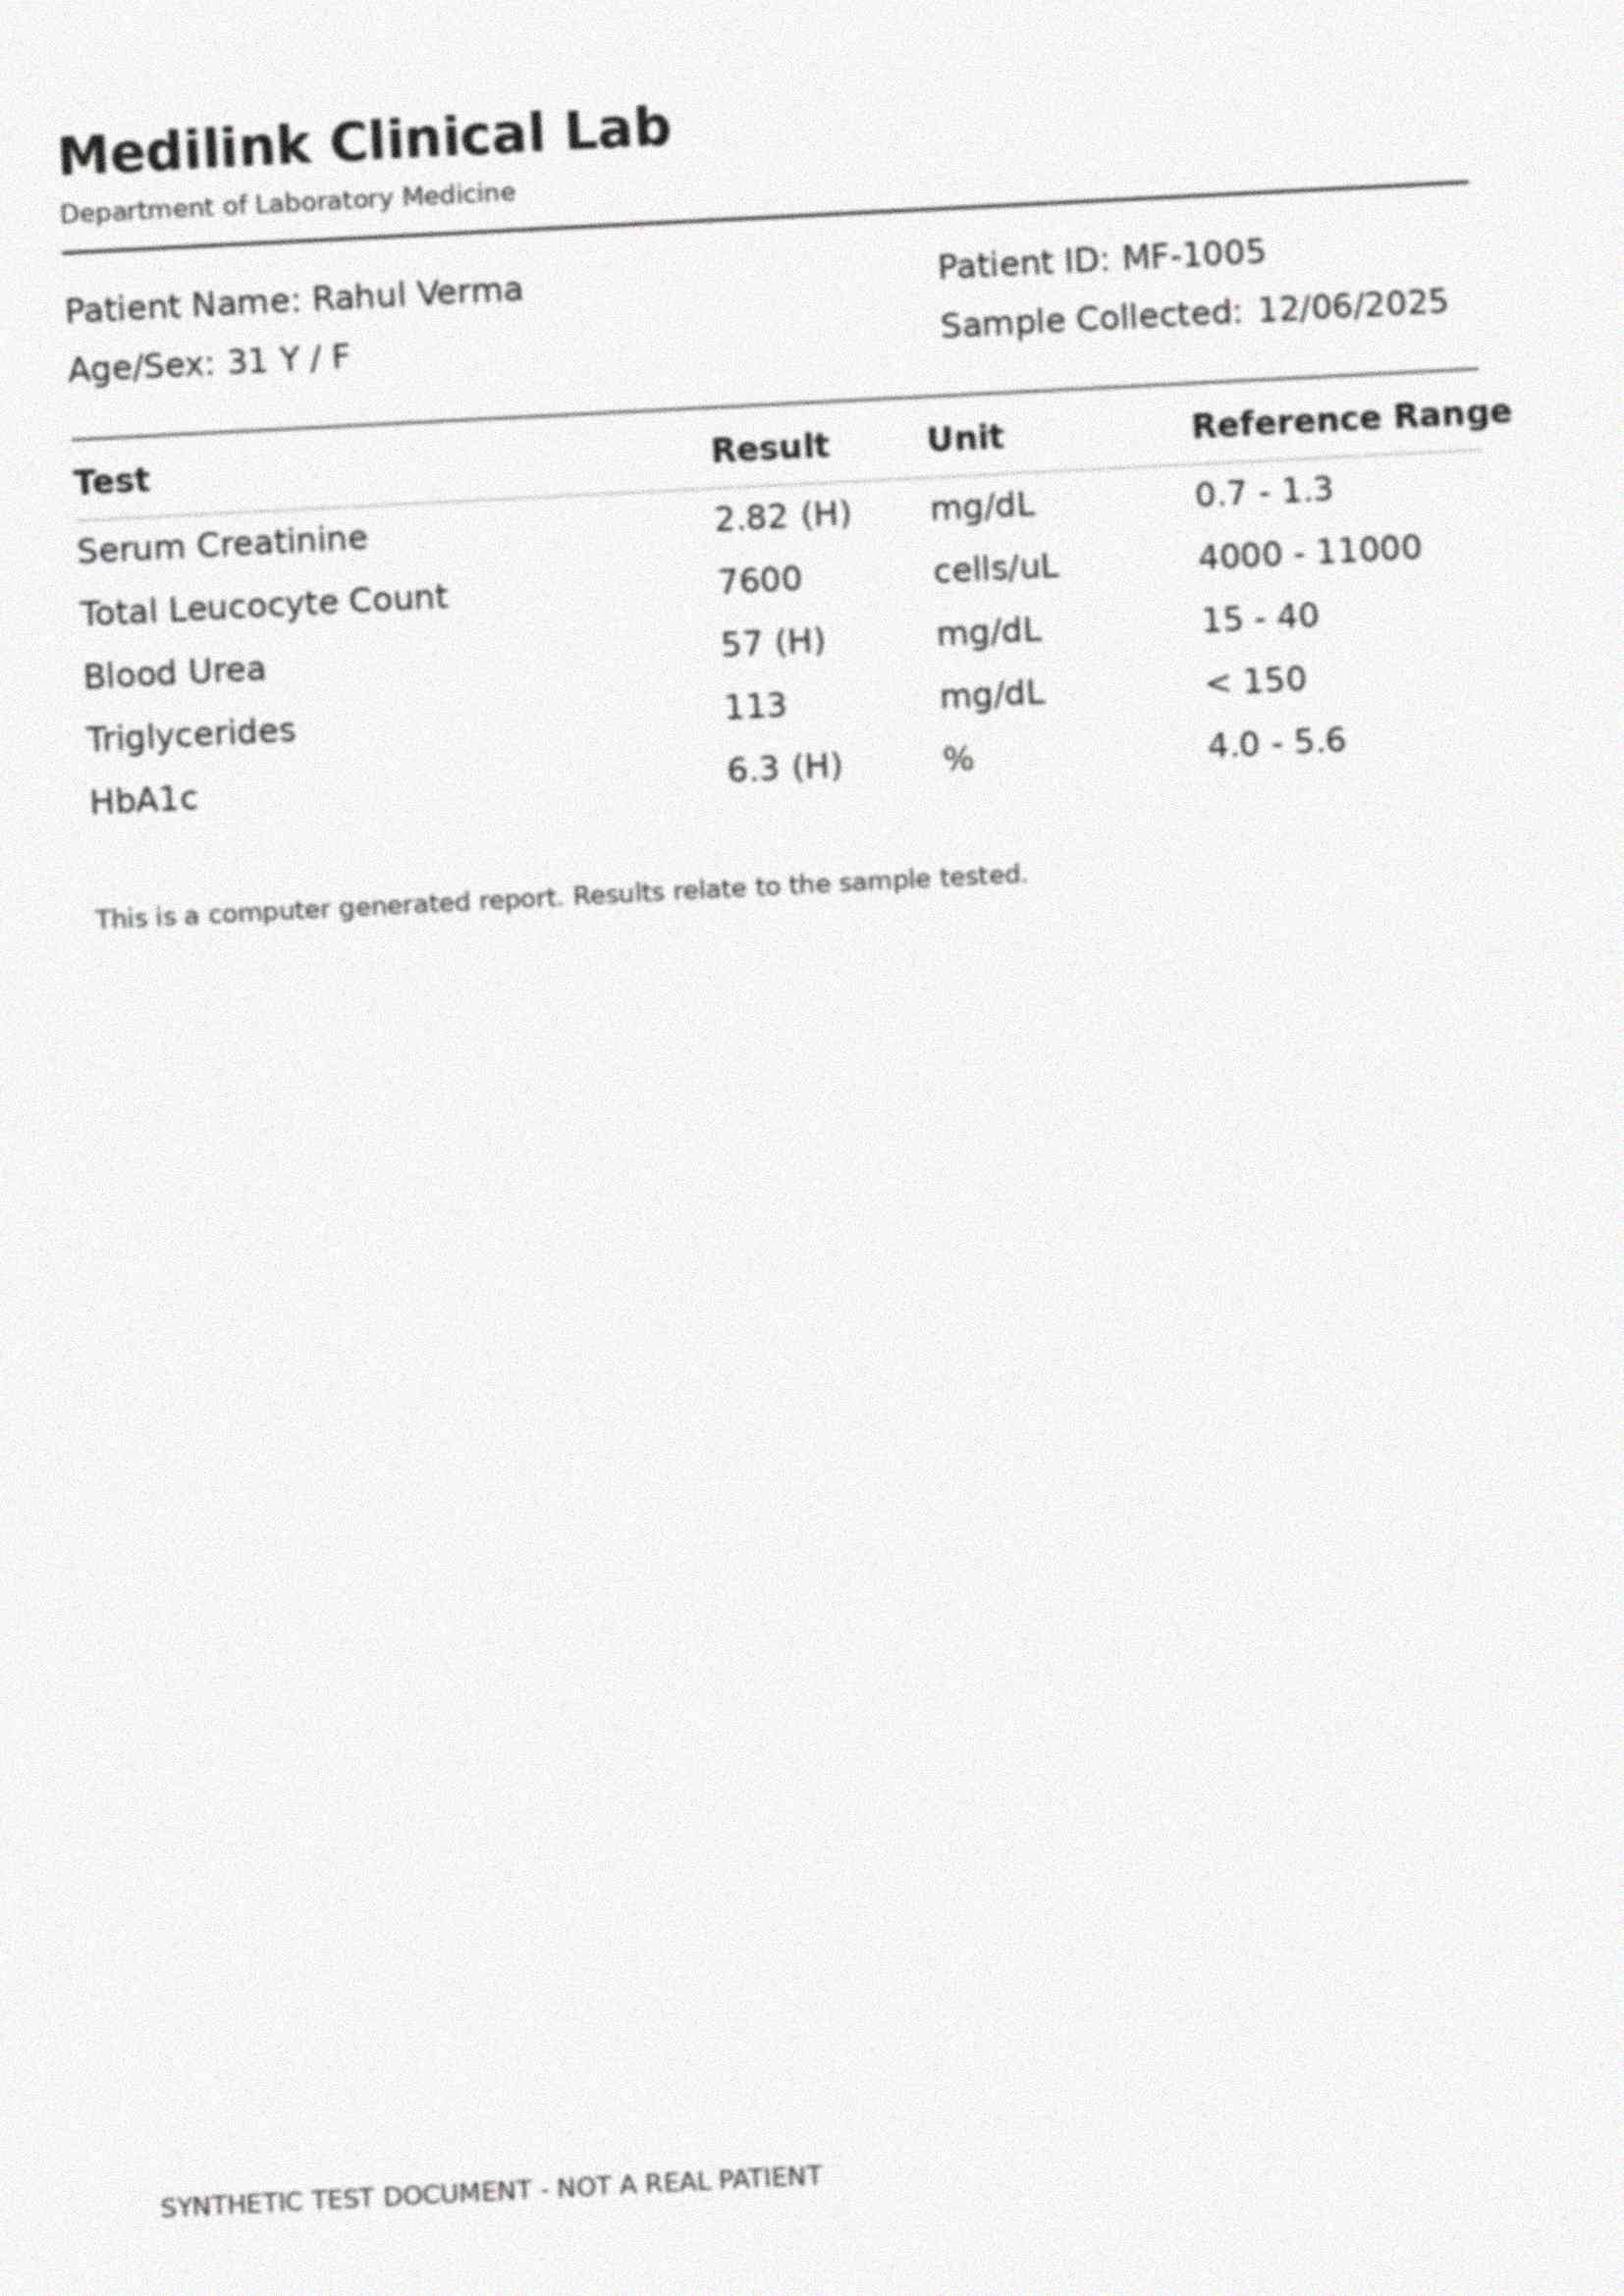 Medilink Clinical Lab
Department of Laboratory Medicine
Patient Name: Rahul Verma Patient ID: MF-1005
Age/Sex: 31 Y / F Sample Collected: 12/06/2025
Test Result Unit Reference Range
Serum Creatinine 2.82 (H) mg/dL 0.7 - 1.3
Total Leucocyte Count 7600 cells/uL 4000 - 11000
Blood Urea 57 (H) mg/dL 15 - 40
Triglycerides 113 mg/dL < 150
HbA1c 6.3 (H) % 4.0 - 5.6
This is a computer generated report. Results relate to the sample tested.
SYNTHETIC TEST DOCUMENT - NOT A REAL PATIENT